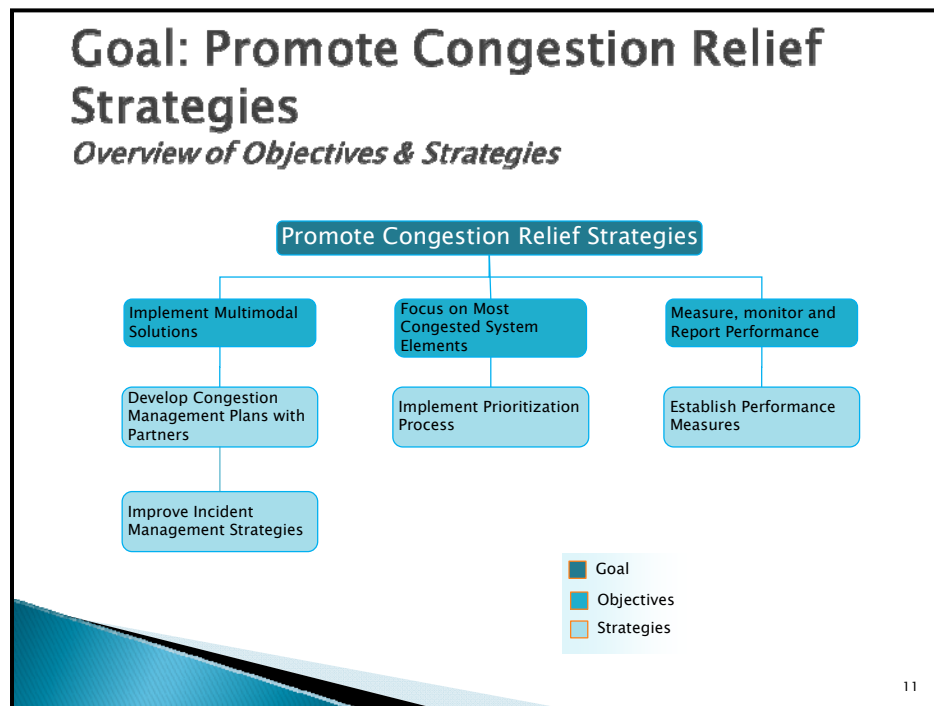 Goal: Promote Congestion Relief
Strategies
Overview of Objectives & Strategies
Promote Congestion Relief Strategies
Implement Multimodal
Solutions
Focus on Most
Congested System
Elements
Measure, monitor and
Report Performance
Develop Congestion
Management Plans with
Partners
Implement Prioritization
Process
Establish Performance
Measures
Improve Incident
Management Strategies
Goal
Objectives
Strategies
11